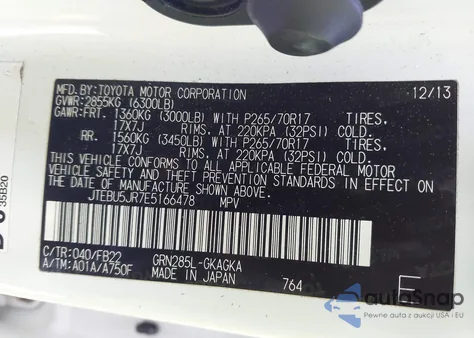 MFD.BY:TOYOTA MOTOR CORPORATION 12/13
GVWR:2855KG (6300LB)
GAWR:FRT. 1360KG (3000LB) WITH P265/70R17 TIRES,
17X7J RIMS, AT 220KPA (32PSI) COLD.
RR. 1560KG (3450LB) WITH P265/70R17 TIRES,
17X7J RIMS, AT 220KPA (32PSI) COLD.
THIS VEHICLE CONFORMS TO ALL APPLICABLE FEDERAL MOTOR
VEHICLE SAFETY AND THEFT PREVENTION STANDARDS IN
EFFECT ON THE DATE OF MANUFACTURE SHOWN ABOVE.
JTEBU5JR7E5166478 MPV
C/TR:040/FB22 GRN285L-GKAGKA
A/TM:A01A/A750F MADE IN JAPAN 764 E
35B20
autoSnap
Pewne auta z USA i EU